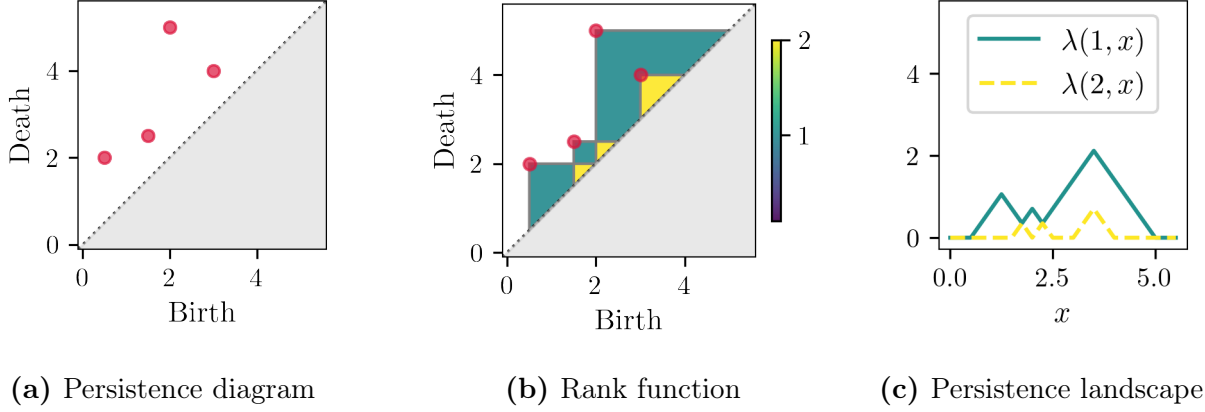 Death
4
2
0
0
2
4
Birth
(a) Persistence diagram
Death
4
2
0
0
2
4
Birth
2
1
(b) Rank function
λ(1, x)
λ(2, x)
4
2
0
0.0
2.5
5.0
x
(c) Persistence landscape